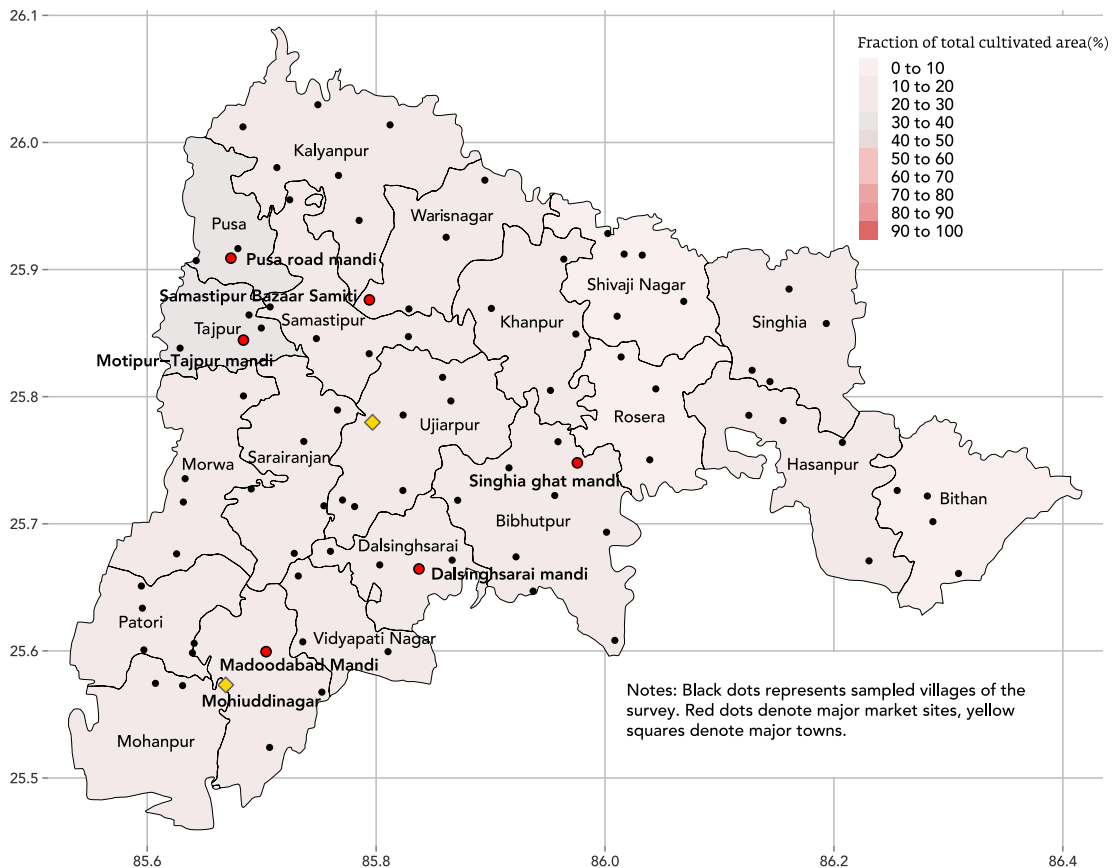 26.1
Fraction of total cultivated area(%)
0 to 10
10 to 20
20 to 30
30 to 40
40 to 50
50 to 60
60 to 70
70 to 80
80 to 90
90 to 100
26.0
Kalyanpur
Warisnagar
Pusa
Pusa road mandi
25.9
Samastipur Bazaar Samiti
Shivaji Nagar
Samastipur
Khanpur
Singhia
Tajpur
Motipur-Tajpur mandi
25.8
Ujiarpur
Rosera
Sarairanjan
Morwa
Hasanpur
Singhia ghat mandi
Bithan
Bibhutpur
25.7
Dalsinghsarai
Dalsinghsarai mandi
Patori
Vidyapati Nagar
25.6
Madoodabad Mandi
Mohiuddinagar
Mohanpur
Notes: Black dots represents sampled villages of the
survey. Red dots denote major market sites, yellow
squares denote major towns.
25.5
85.6
85.8
86.0
86.2
86.4